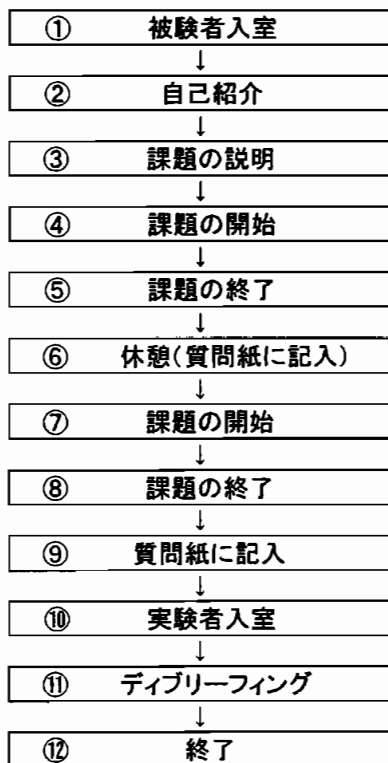 ① 被験者入室
↓
② 自己紹介
↓
③ 課題の説明
↓
④ 課題の開始
↓
⑤ 課題の終了
↓
⑥ 休憩(質問紙に記入)
↓
⑦ 課題の開始
↓
⑧ 課題の終了
↓
⑨ 質問紙に記入
↓
⑩ 実験者入室
↓
⑪ ディブリーフィング
↓
⑫ 終了